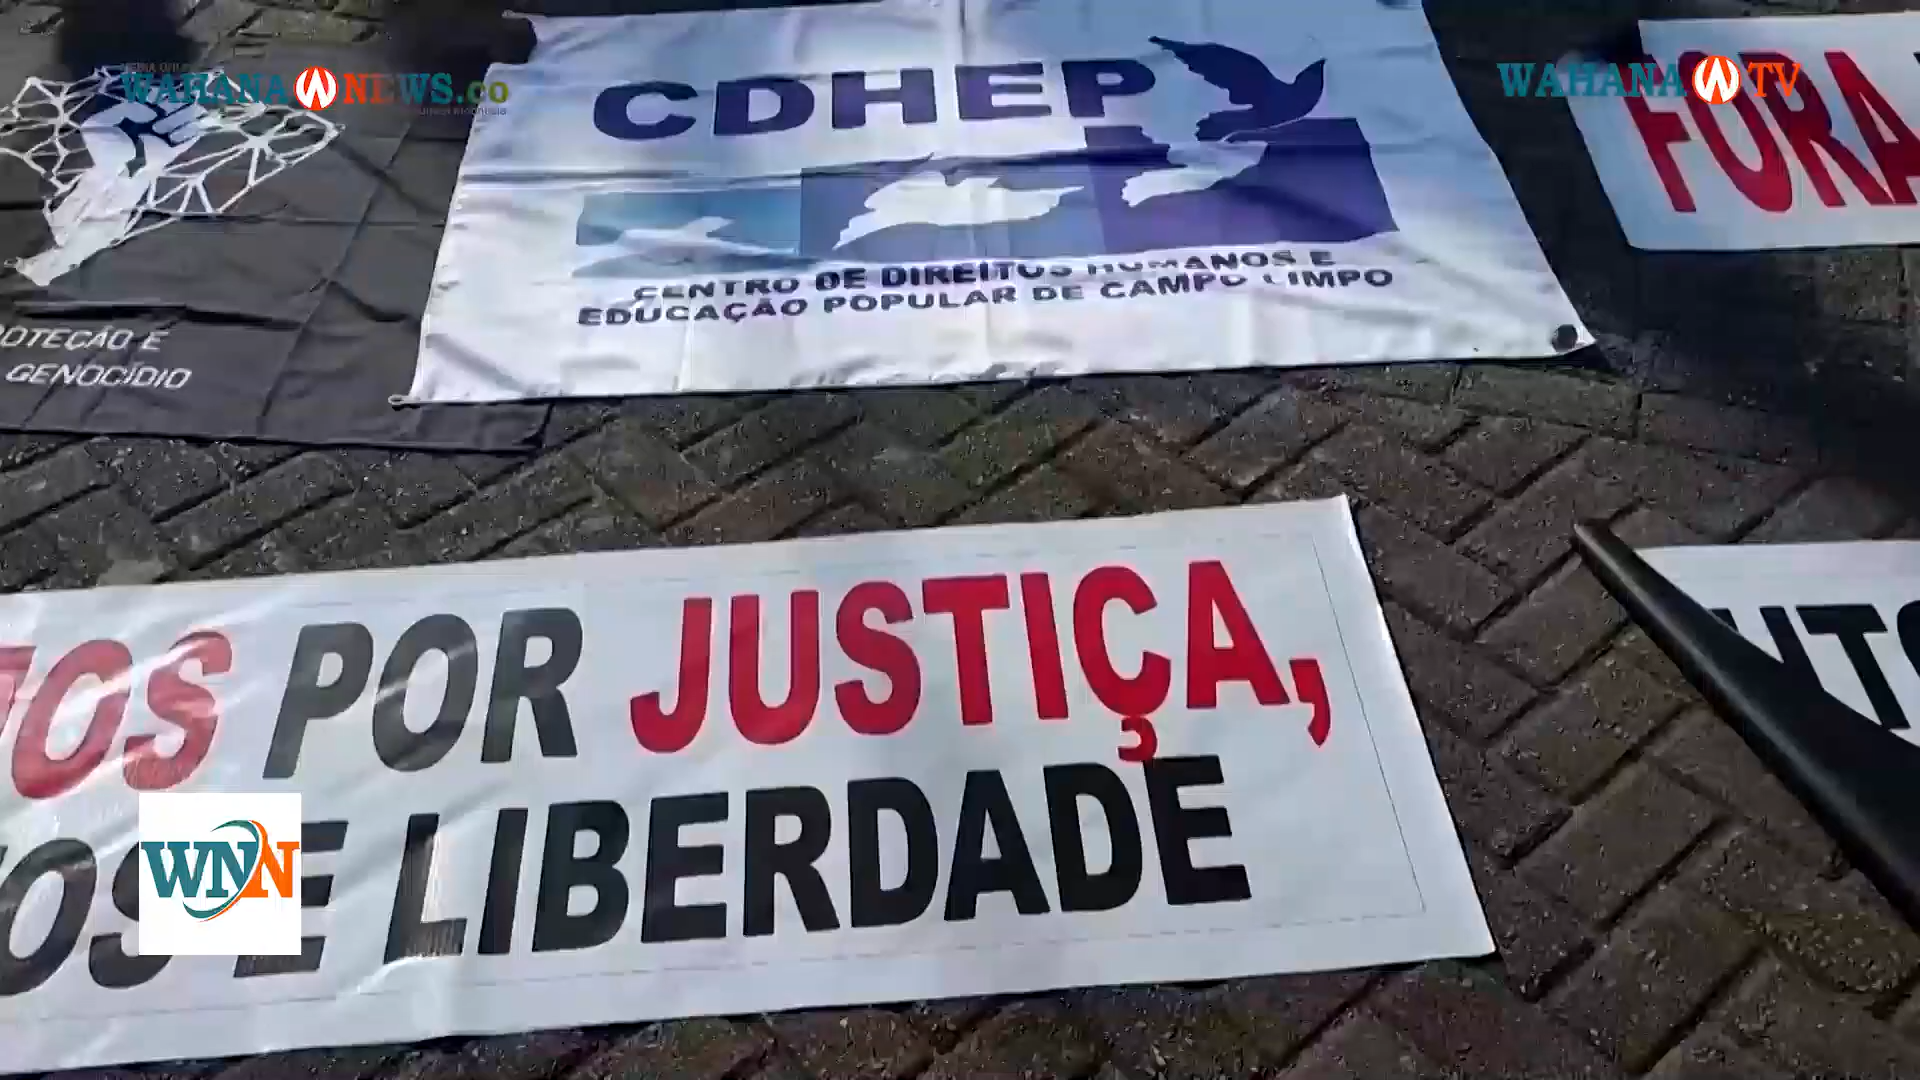 WAHANA NEWS.co
WAHANA TV
CDHEP
CENTRO DE DIREITOS HUMANOS E
EDUCAÇÃO POPULAR DE CAMPO LIMPO
FORA
GENOCÍDIO
POR JUSTIÇA,
E LIBERDADE
WNN